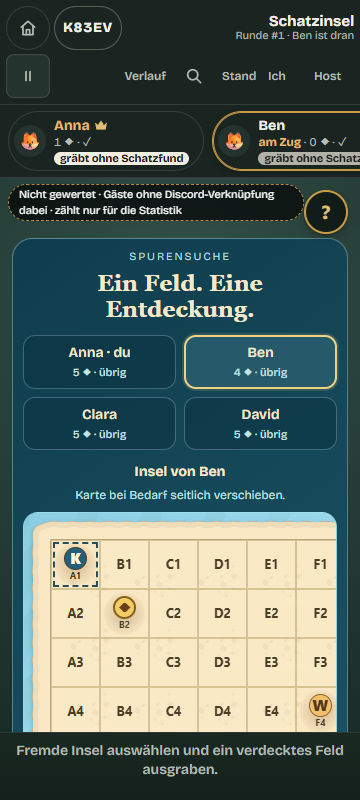 K83EV
Schatzinsel
Runde #1 · Ben ist dran
Verlauf
Stand
Ich
Host
Anna
1 ◆ · ✓
gräbt ohne Schatzfund
Ben
am Zug · 0 ◆ · ✓
gräbt ohne Schatzfund
Nicht gewertet · Gäste ohne Discord-Verknüpfung
dabei · zählt nur für die Statistik
?
SPURENSUCHE
Ein Feld. Eine
Entdeckung.
Anna · du
5 ◆ · übrig
Ben
4 ◆ · übrig
Clara
5 ◆ · übrig
David
5 ◆ · übrig
Insel von Ben
Karte bei Bedarf seitlich verschieben.
K
A1 B1 C1 D1 E1 F1
A2 B2 C2 D2 E2 F2
A3 B3 C3 D3 E3 F3
W
A4 B4 C4 D4 E4 F4
Fremde Insel auswählen und ein verdecktes Feld
ausgraben.